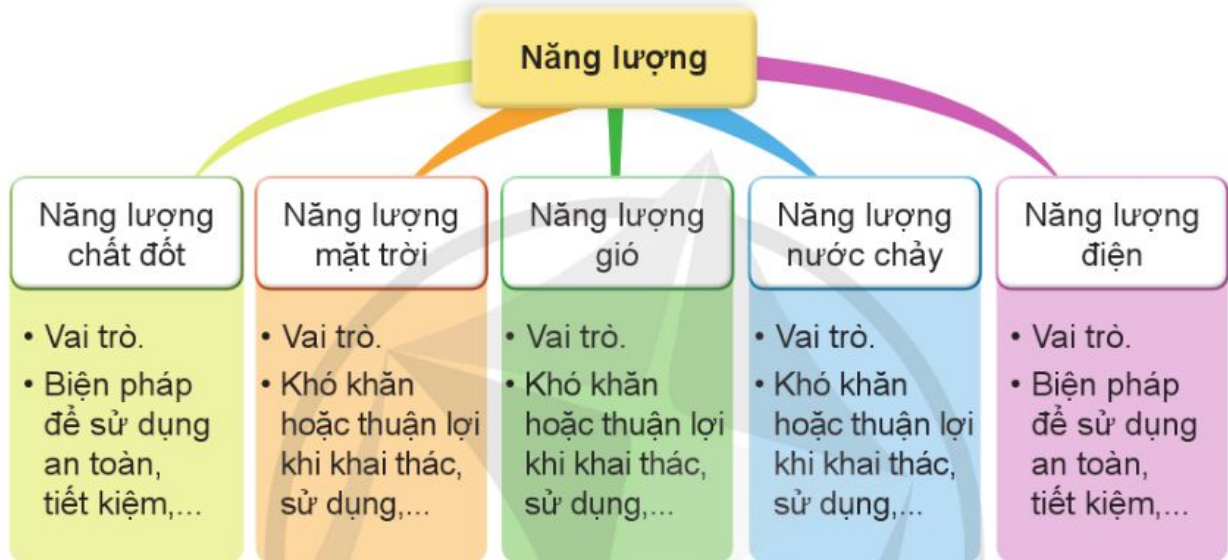 Năng lượng
Năng lượng
chất đốt
• Vai trò.
• Biện pháp
để sử dụng
an toàn,
tiết kiệm,...
Năng lượng
mặt trời
• Vai trò.
• Khó khăn
hoặc thuận lợi
khi khai thác,
sử dụng,...
Năng lượng
gió
• Vai trò.
• Khó khăn
hoặc thuận lợi
khi khai thác,
sử dụng,...
Năng lượng
nước chảy
• Vai trò.
• Khó khăn
hoặc thuận lợi
khi khai thác,
sử dụng,...
Năng lượng
điện
• Vai trò.
• Biện pháp
để sử dụng
an toàn,
tiết kiệm,...